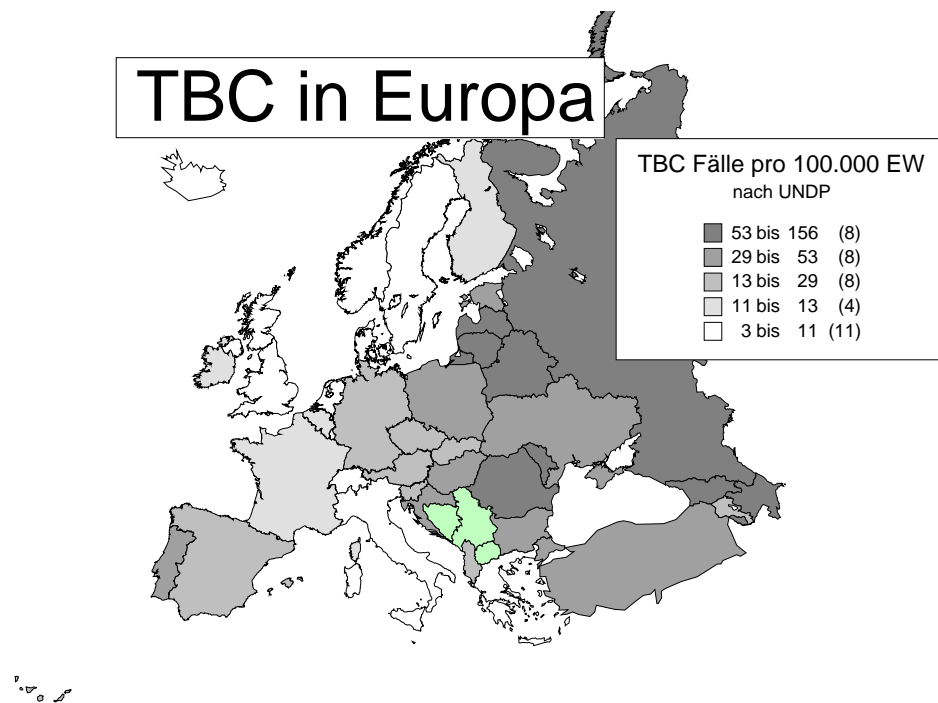 TBC in Europa
TBC Fälle pro 100.000 EW
nach UNDP
53 bis 156 (8)
29 bis 53 (8)
13 bis 29 (8)
11 bis 13 (4)
3 bis 11 (11)